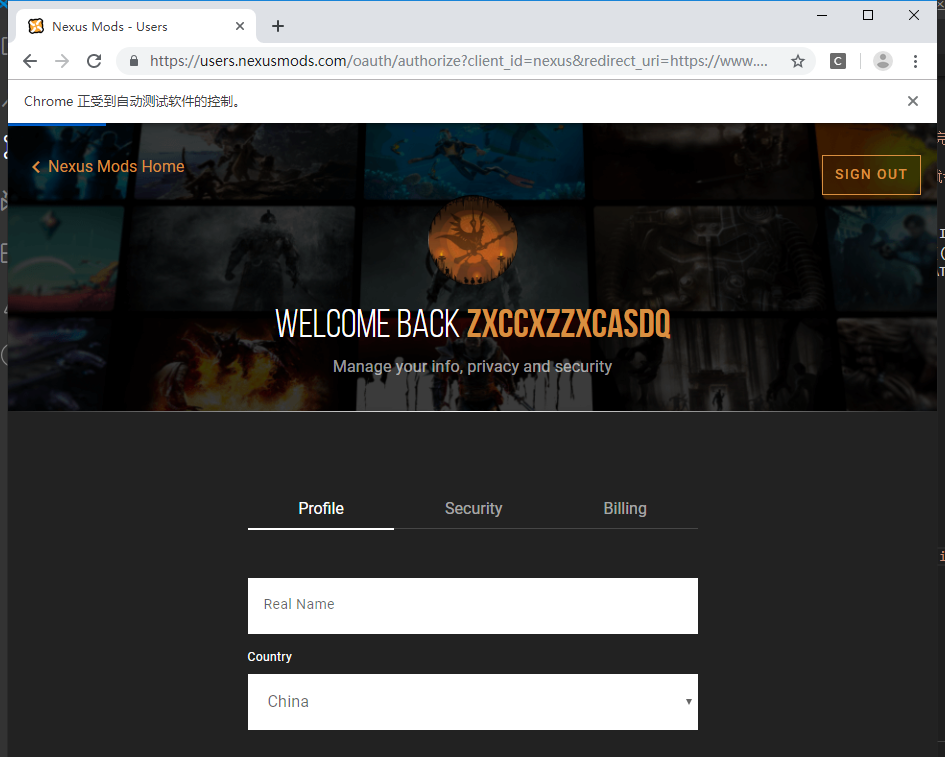 Nexus Mods - Users
https://users.nexusmods.com/oauth/authorize?client_id=nexus&redirect_uri=https://www....
C
Chrome 正受到自动测试软件的控制。
Nexus Mods Home
SIGN OUT
WELCOME BACK ZXCCXZZXCASDQ
Manage your info, privacy and security
Profile Security Billing
Real Name
Country
China